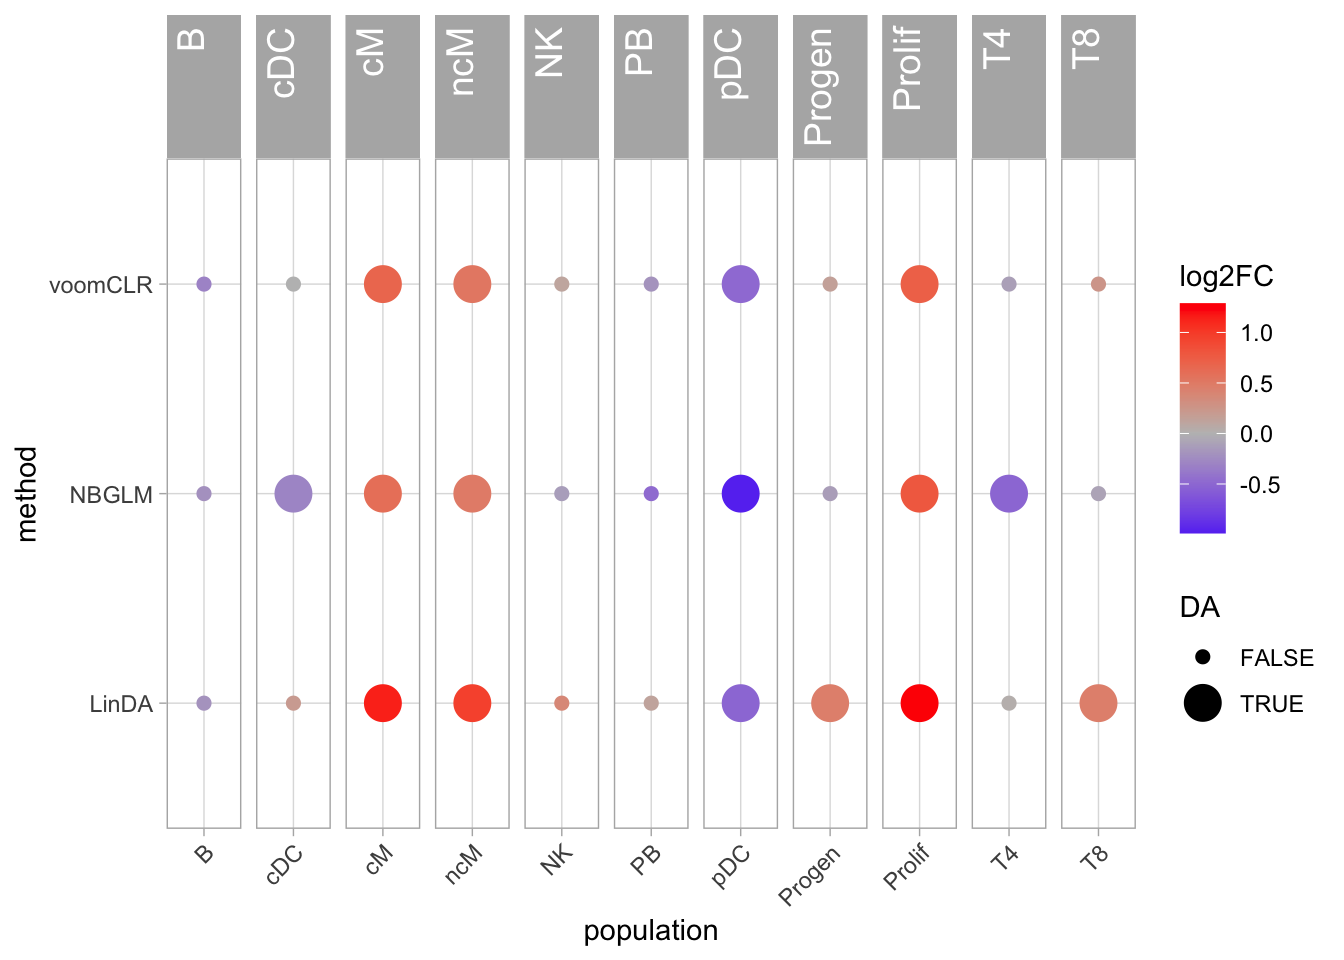 B
cDC
cM
ncM
NK
PB
pDC
Progen
Prolif
T4
T8
method
voomCLR
NBGLM
LinDA
B
cDC
cM
ncM
NK
PB
pDC
Progen
Prolif
T4
T8
population
log2FC
1.0
0.5
0.0
-0.5
DA
FALSE
TRUE